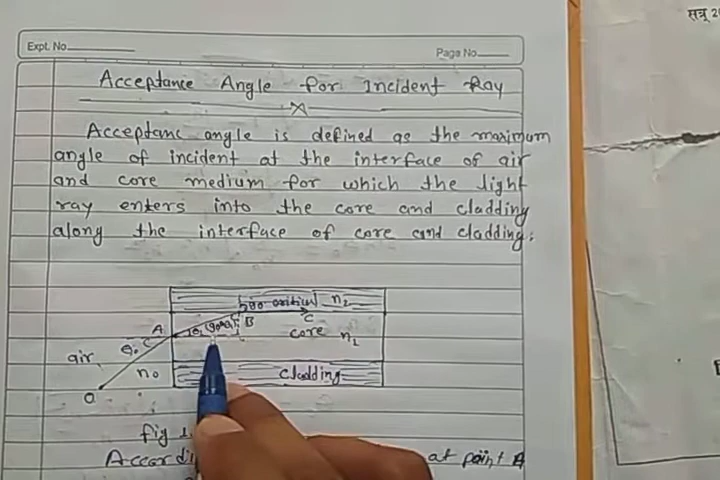 सत्र
Expt. No.
Page No.
Acceptance Angle for Incident Ray
Acceptanc angle is defined as the maximum
angle of incident at the interface of air
and core medium for which the light
ray enters into the core and cladding
along the interface of core and cladding.
n2
B
C
A
core n1
air
n0
cladding
O
fig 1.
Accordi at point A